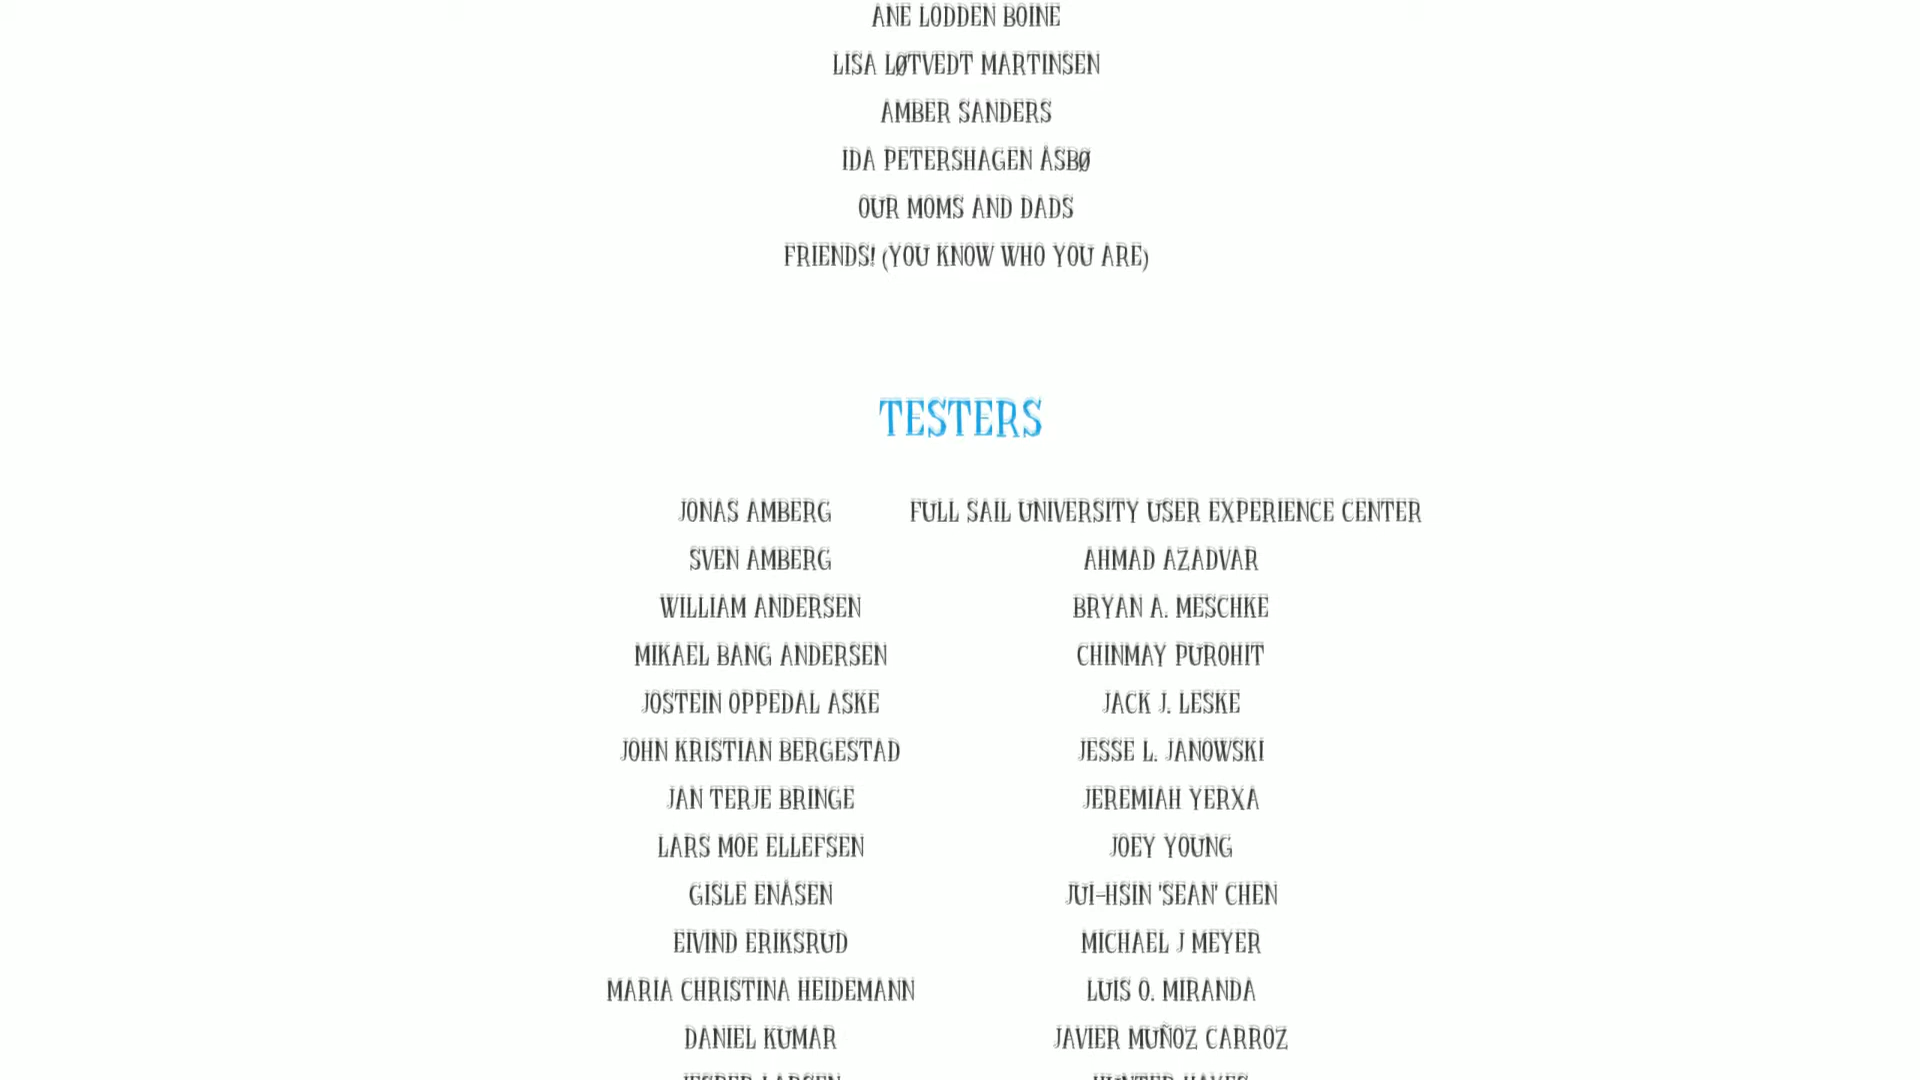 ANE LODDEN BOINE
LISA LØTVEDT MARTINSEN
AMBER SANDERS
IDA PETERSHAGEN ÅSBØ
OUR MOMS AND DADS
FRIENDS! (YOU KNOW WHO YOU ARE)
TESTERS
JONAS AMBERG
SVEN AMBERG
WILLIAM ANDERSEN
MIKAEL BANG ANDERSEN
JOSTEIN OPPEDAL ASKE
JOHN KRISTIAN BERGESTAD
JAN TERJE BRINGE
LARS MOE ELLEFSEN
GISLE ENÅSEN
EIVIND ERIKSRUD
MARIA CHRISTINA HEIDEMANN
DANIEL KUMAR
JESPER LARSEN
FULL SAIL UNIVERSITY USER EXPERIENCE CENTER
AHMAD AZADVAR
BRYAN A. MESCHKE
CHINMAY PUROHIT
JACK J. LESKE
JESSE L. JANOWSKI
JEREMIAH YERXA
JOEY YOUNG
JUI-HSIN 'SEAN' CHEN
MICHAEL J MEYER
LUIS O. MIRANDA
JAVIER MUÑOZ CARROZ
HUNTER HAYES